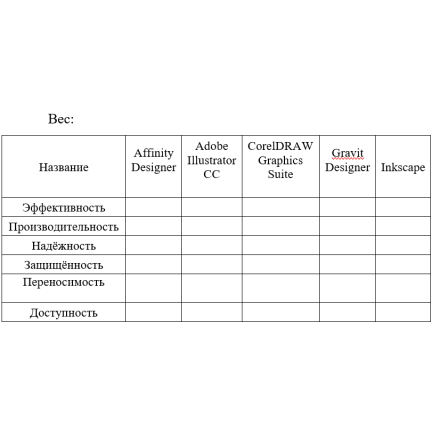 Вес:
Название
Affinity
Designer
Adobe
Illustrator
CC
CorelDRAW
Graphics
Suite
Gravit
Designer
Inkscape
Эффективность
Производительность
Надёжность
Защищённость
Переносимость
Доступность